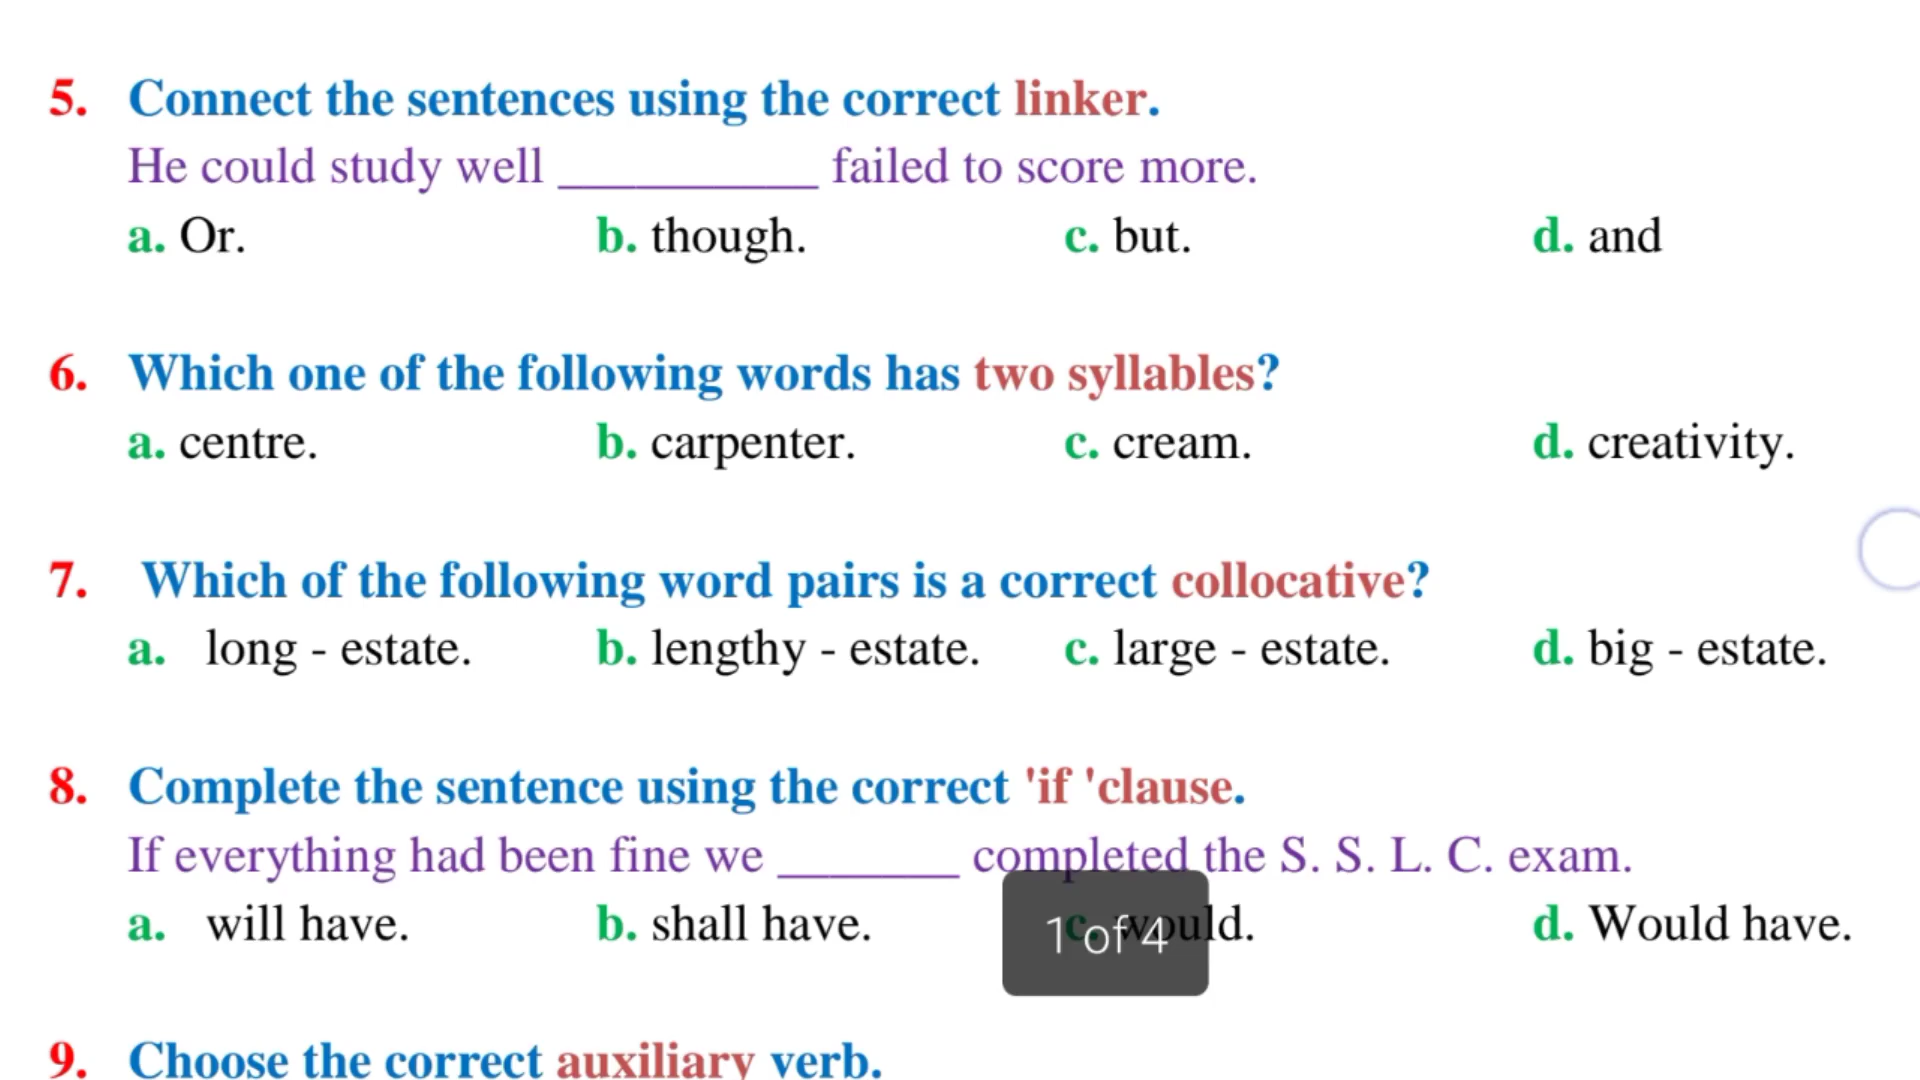 5. Connect the sentences using the correct linker.
He could study well __________ failed to score more.
a. Or. b. though. c. but. d. and
6. Which one of the following words has two syllables?
a. centre. b. carpenter. c. cream. d. creativity.
7. Which of the following word pairs is a correct collocative?
a. long - estate. b. lengthy - estate. c. large - estate. d. big - estate.
8. Complete the sentence using the correct 'if 'clause.
If everything had been fine we _______ completed the S. S. L. C. exam.
a. will have. b. shall have. c. would. d. Would have.
1 of 4
9. Choose the correct auxiliary verb.